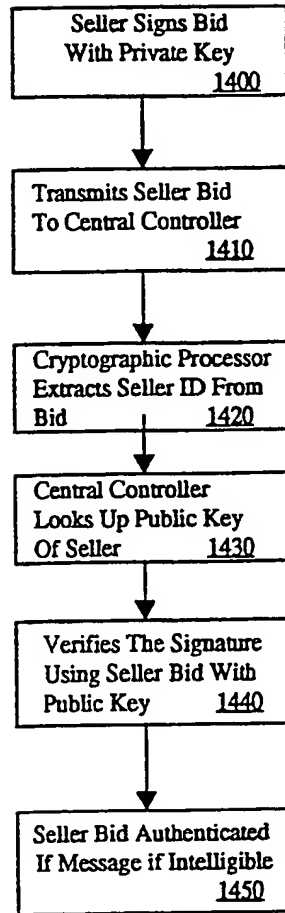 Seller Signs Bid
With Private Key
1400
Transmits Seller Bid
To Central Controller
1410
Cryptographic Processor
Extracts Seller ID From
Bid 1420
Central Controller
Looks Up Public Key
Of Seller 1430
Verifies The Signature
Using Seller Bid With
Public Key 1440
Seller Bid Authenticated
If Message if Intelligible
1450